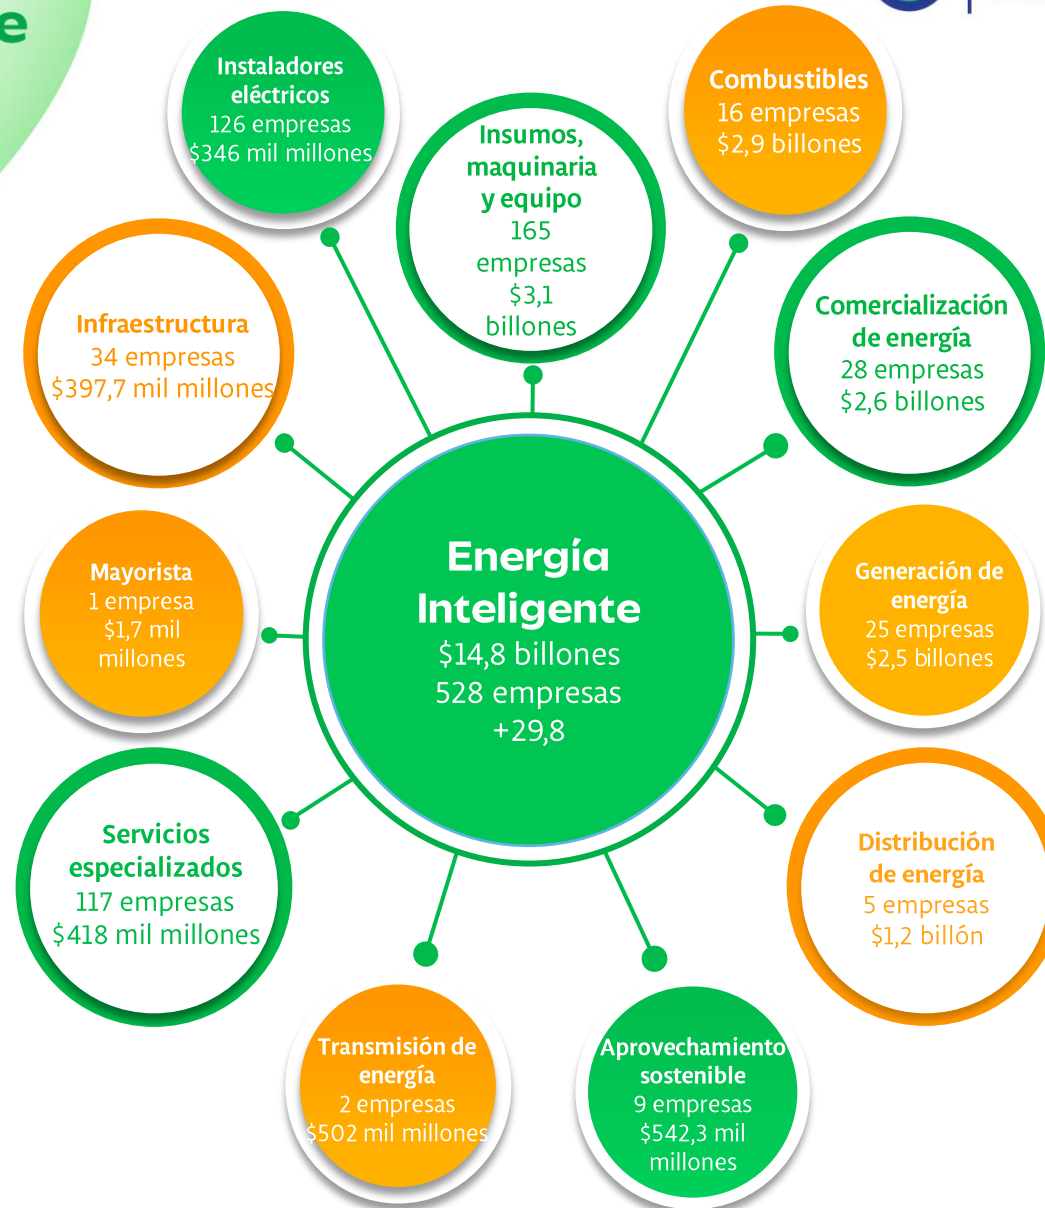 e
Instaladores
eléctricos
126 empresas
$346 mil millones
Insumos,
maquinaria
y equipo
165
empresas
$3,1
billones
Combustibles
16 empresas
$2,9 billones
Infraestructura
34 empresas
$397,7 mil millones
Comercialización
de energía
28 empresas
$2,6 billones
Energía
Inteligente
$14,8 billones
528 empresas
+29,8
Mayorista
1 empresa
$1,7 mil
millones
Generación de
energía
25 empresas
$2,5 billones
Servicios
especializados
117 empresas
$418 mil millones
Distribución
de energía
5 empresas
$1,2 billón
Transmisión de
energía
2 empresas
$502 mil millones
Aprovechamiento
sostenible
9 empresas
$542,3 mil
millones